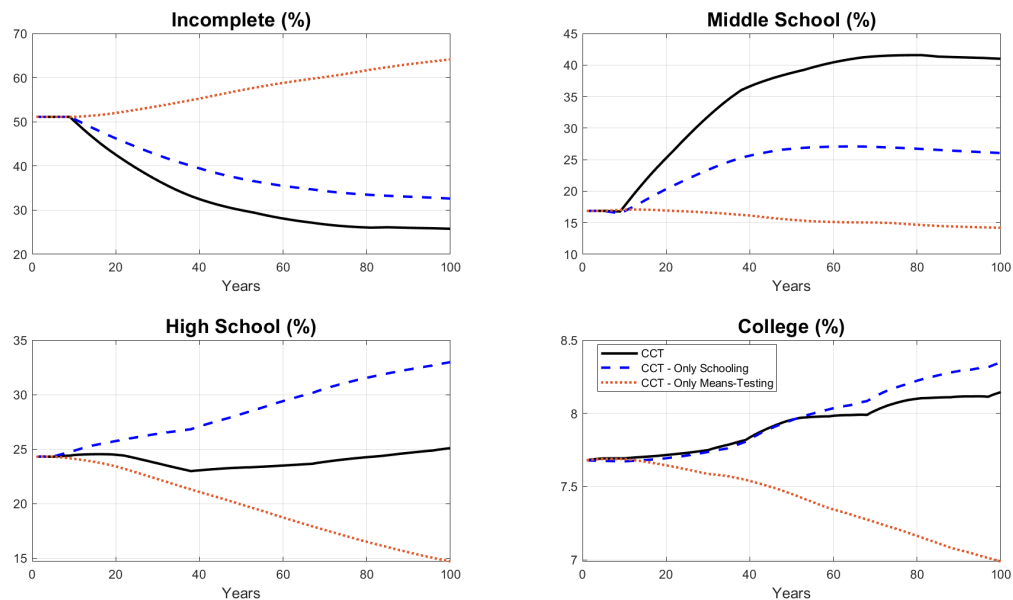 Incomplete (%)
70
60
50
40
30
20
0 20 40 60 80 100
Years
Middle School (%)
45
40
35
30
25
20
15
10
0 20 40 60 80 100
Years
High School (%)
35
30
25
20
15
0 20 40 60 80 100
Years
College (%)
8.5
8
7.5
7
CCT
CCT - Only Schooling
CCT - Only Means-Testing
0 20 40 60 80 100
Years